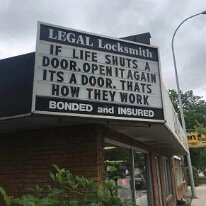 LEGAL Locksmith
IF LIFE SHUTS A
DOOR, OPEN IT AGAIN
ITS A DOOR. THATS
HOW THEY WORK
BONDED and INSURED